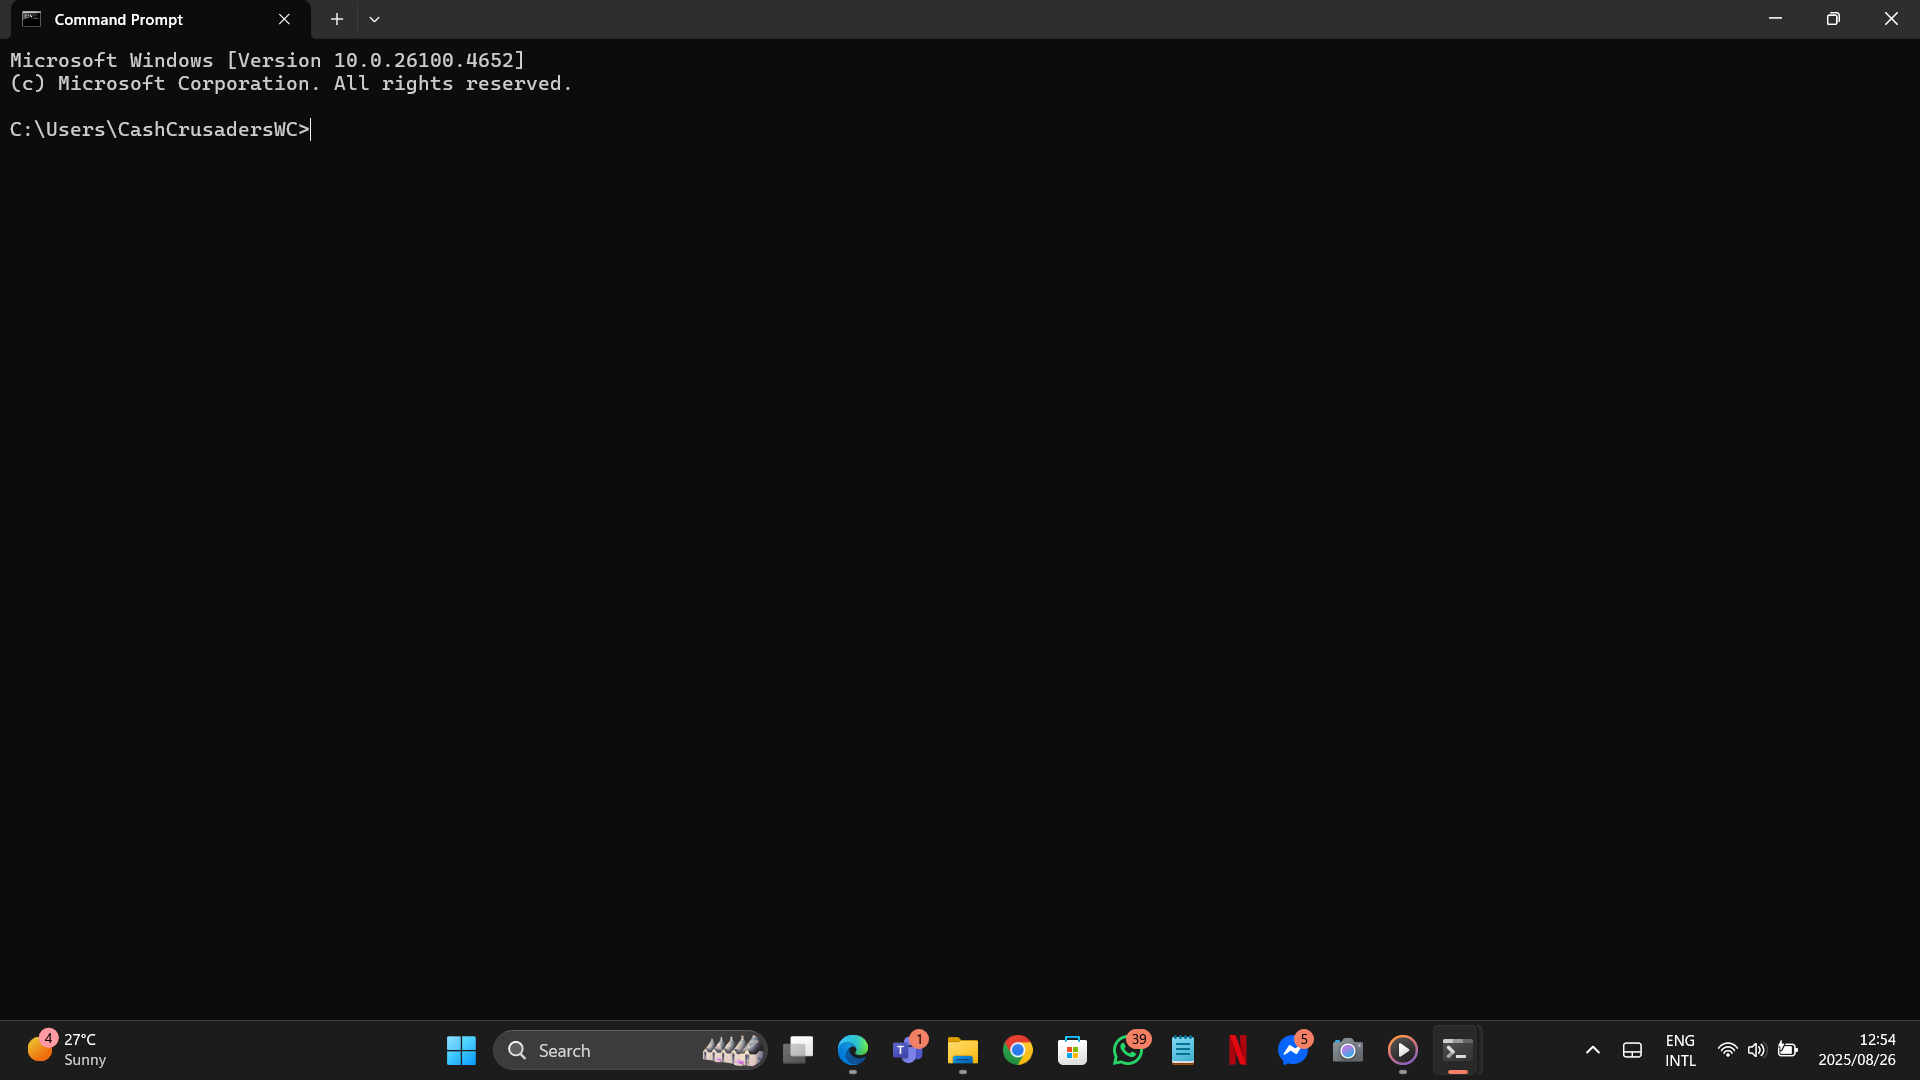 Command Prompt
Microsoft Windows [Version 10.0.26100.4652]
(c) Microsoft Corporation. All rights reserved.
C:\Users\CashCrusadersWC>
4
27°C
Sunny
Search
T
1
39
N
5
ENG
INTL
12:54
2025/08/26